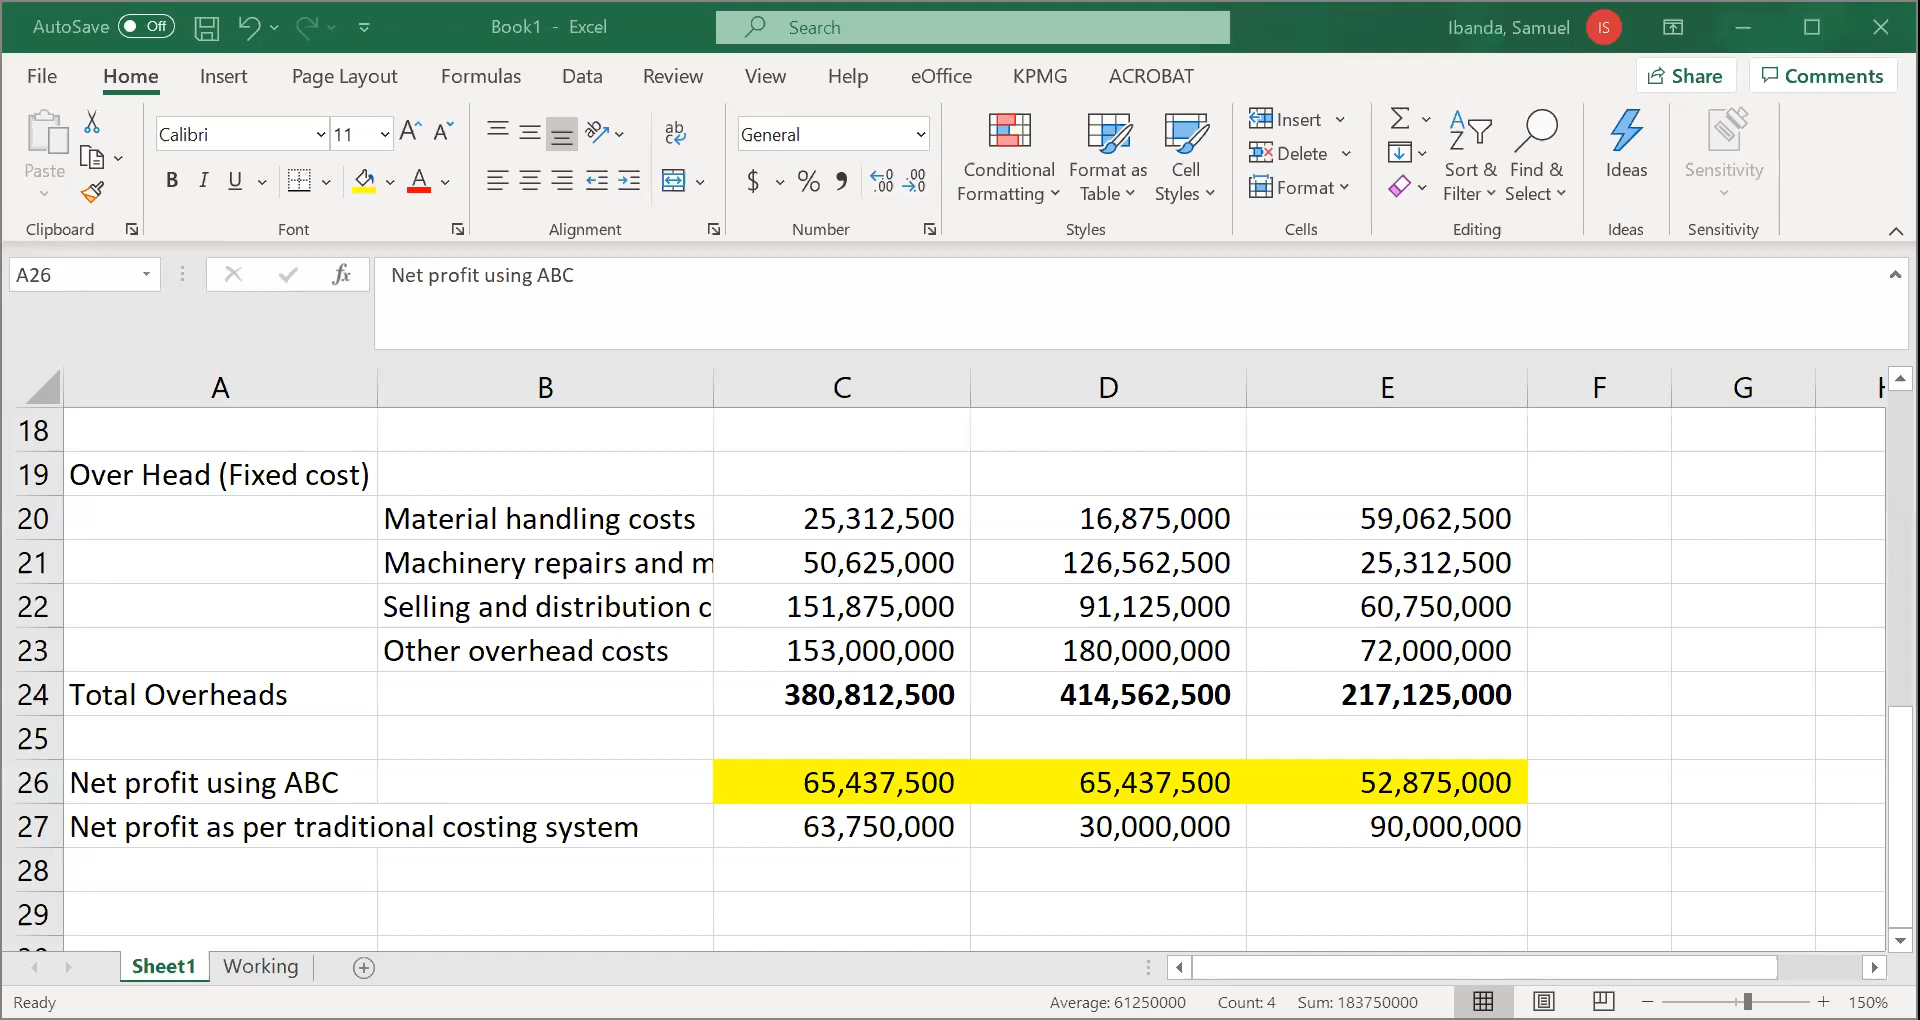 AutoSave Off Book1 - Excel Search Ibanda, Samuel IS
File Home Insert Page Layout Formulas Data Review View Help eOffice KPMG ACROBAT Share Comments
Paste Calibri 11 A^ A˅ ab General Conditional Formatting Format as Table Cell Styles Insert Delete Format Sort & Filter Find & Select Ideas Sensitivity
B I U A $ % , .00
Clipboard Font Alignment Number Styles Cells Editing Ideas Sensitivity
A26 fx Net profit using ABC
A B C D E F G
18
19 Over Head (Fixed cost)
20 Material handling costs 25,312,500 16,875,000 59,062,500
21 Machinery repairs and m 50,625,000 126,562,500 25,312,500
22 Selling and distribution c 151,875,000 91,125,000 60,750,000
23 Other overhead costs 153,000,000 180,000,000 72,000,000
24 Total Overheads 380,812,500 414,562,500 217,125,000
25
26 Net profit using ABC 65,437,500 65,437,500 52,875,000
27 Net profit as per traditional costing system 63,750,000 30,000,000 90,000,000
28
29
Sheet1 Working
Ready Average: 61250000 Count: 4 Sum: 183750000 150%